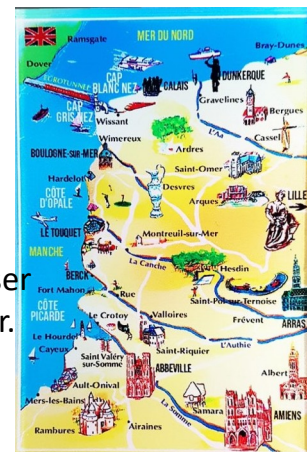 Ramsgate
MER DU NORD
Bray-Dunes
Dover
DUNKERQUE
CAP
BLANC NEZ
CALAIS
Gravelines
Bergues
CAP
GRIS NEZ
Wissant
L'Aa
Cassel
Wimereux
Ardres
BOULOGNE-SUR-MER
Saint-Omer
Desvres
Hardelot
Arques
LILLE
CÔTE
D'OPALE
LE TOUQUET
Montreuil-sur-Mer
MANCHE
La Canche
Hesdin
BERCK
ser
Fort Mahon
Rue
Saint-Pol-sur-Ternoise
CÔTE
PICARDE
r.
Le Crotoy
Valloires
Frévent
ARRAS
Le Hourdel
L'Authie
Cayeux
Saint Valéry
sur-Somme
Saint-Riquier
ABBEVILLE
Albert
Ault-Onival
Mers-les-Bains
La Somme
Samara
AMIENS
Rambures
Airaines